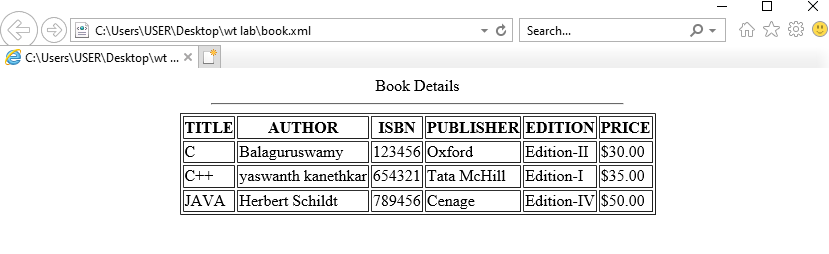 C:\Users\USER\Desktop\wt lab\book.xml Search...
C:\Users\USER\Desktop\wt ...
Book Details
TITLE AUTHOR ISBN PUBLISHER EDITION PRICE
C Balaguruswamy 123456 Oxford Edition-II $30.00
C++ yaswanth kanethkar 654321 Tata McHill Edition-I $35.00
JAVA Herbert Schildt 789456 Cenage Edition-IV $50.00